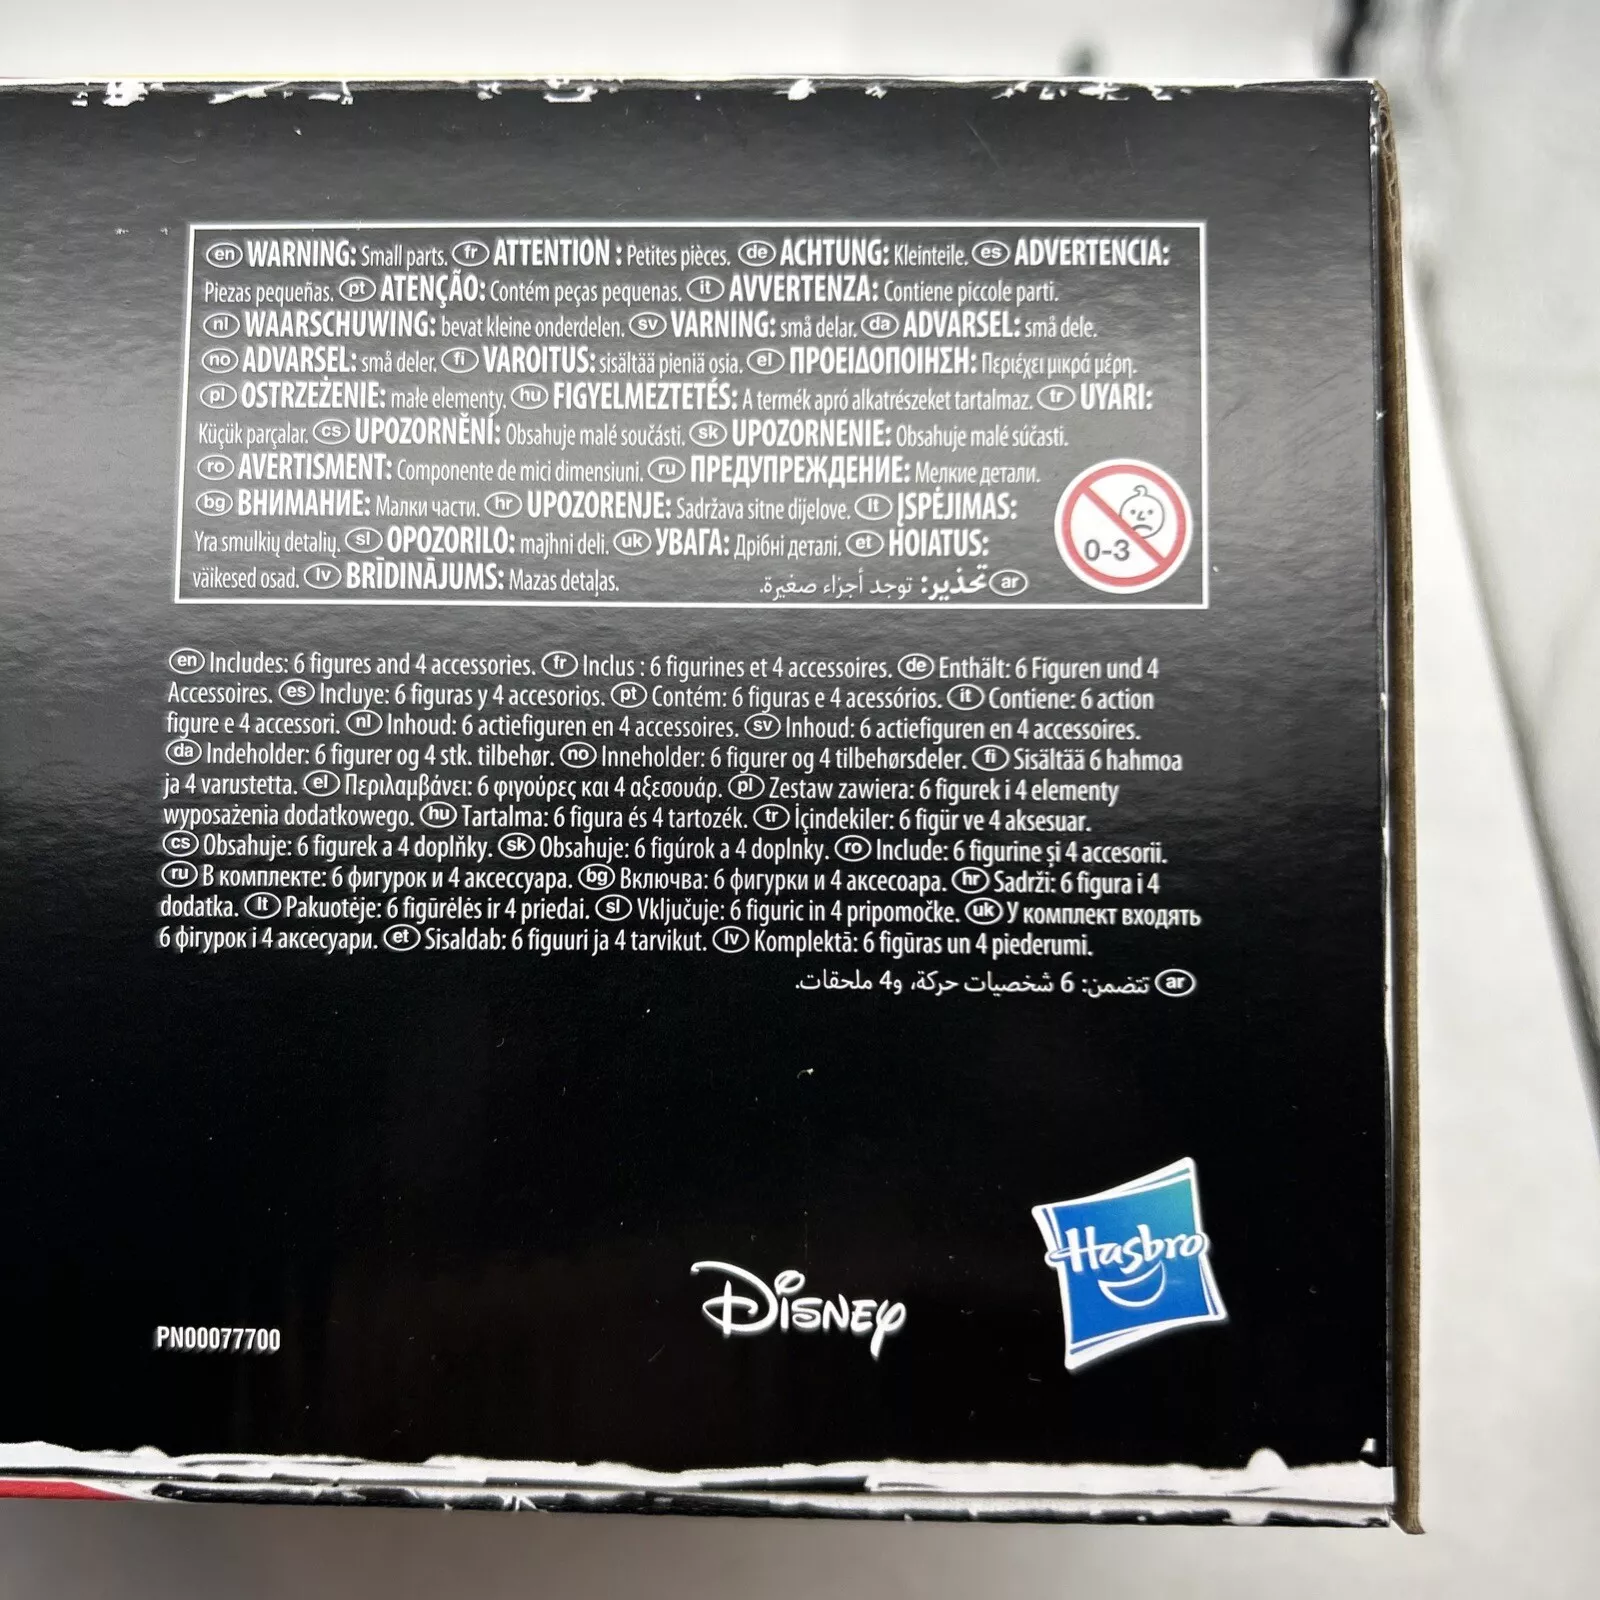 en WARNING: Small parts. fr ATTENTION : Petites pièces. de ACHTUNG: Kleinteile. es ADVERTENCIA:
Piezas pequeñas. pt ATENÇÃO: Contém peças pequenas. it AVVERTENZA: Contiene piccole parti.
nl WAARSCHUWING: bevat kleine onderdelen. sv VARNING: små delar. da ADVARSEL: små dele.
no ADVARSEL: små deler. fi VAROITUS: sisältää pieniä osia. el ΠΡΟΕΙΔΟΠΟΙΗΣΗ: Περιέχει μικρά μέρη.
pl OSTRZEŻENIE: małe elementy. hu FIGYELMEZTETÉS: A termék apró alkatrészeket tartalmaz. tr UYARI:
Küçük parçalar. cs UPOZORNĚNÍ: Obsahuje malé součásti. sk UPOZORNENIE: Obsahuje malé súčasti.
ro AVERTISMENT: Componente de mici dimensiuni. ru ПРЕДУПРЕЖДЕНИЕ: Мелкие детали.
bg ВНИМАНИЕ: Малки части. hr UPOZORENJE: Sadržava sitne dijelove. lt ĮSPĖJIMAS:
Yra smulkių detalių. sl OPOZORILO: majhni deli. uk УВАГА: Дрібні деталі. et HOIATUS:
väikesed osad. lv BRĪDINĀJUMS: Mazas detaļas. ar تحذير: توجد أجزاء صغيرة.
0-3
en Includes: 6 figures and 4 accessories. fr Inclus : 6 figurines et 4 accessoires. de Enthält: 6 Figuren und 4
Accessoires. es Incluye: 6 figuras y 4 accesorios. pt Contém: 6 figuras e 4 acessórios. it Contiene: 6 action
figure e 4 accessori. nl Inhoud: 6 actiefiguren en 4 accessoires. sv Inhoud: 6 actiefiguren en 4 accessoires.
da Indeholder: 6 figurer og 4 stk. tilbehør. no Inneholder: 6 figurer og 4 tilbehørsdeler. fi Sisältää 6 hahmoa
ja 4 varustetta. el Περιλαμβάνει: 6 φιγούρες και 4 αξεσουάρ. pl Zestaw zawiera: 6 figurek i 4 elementy
wyposażenia dodatkowego. hu Tartalma: 6 figura és 4 tartozék. tr İçindekiler: 6 figür ve 4 aksesuar.
cs Obsahuje: 6 figurek a 4 doplňky. sk Obsahuje: 6 figúrok a 4 doplnky. ro Include: 6 figurine și 4 accesorii.
ru В комплекте: 6 фигурок и 4 аксессуара. bg Включва: 6 фигурки и 4 аксесоара. hr Sadrži: 6 figura i 4
dodatka. lt Pakuotėje: 6 figūrėlės ir 4 priedai. sl Vključuje: 6 figuric in 4 pripomočke. uk У комплект входять
6 фігурок і 4 аксесуари. et Sisaldab: 6 figuuri ja 4 tarvikut. lv Komplektā: 6 figūras un 4 piederumi.
ar تتضمن: 6 شخصيات حركة، و4 ملحقات.
Hasbro
Disney
PN00077700